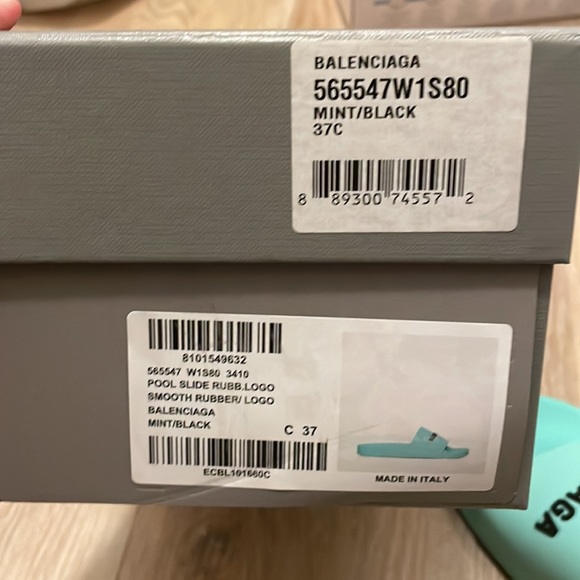 BALENCIAGA
565547W1S80
MINT/BLACK
37C
8 89300 74557 2
8101549632
565547 W1S80 3410
POOL SLIDE RUBB.LOGO
SMOOTH RUBBER/ LOGO
BALENCIAGA
MINT/BLACK
C 37
ECBL101660C
MADE IN ITALY
AGA